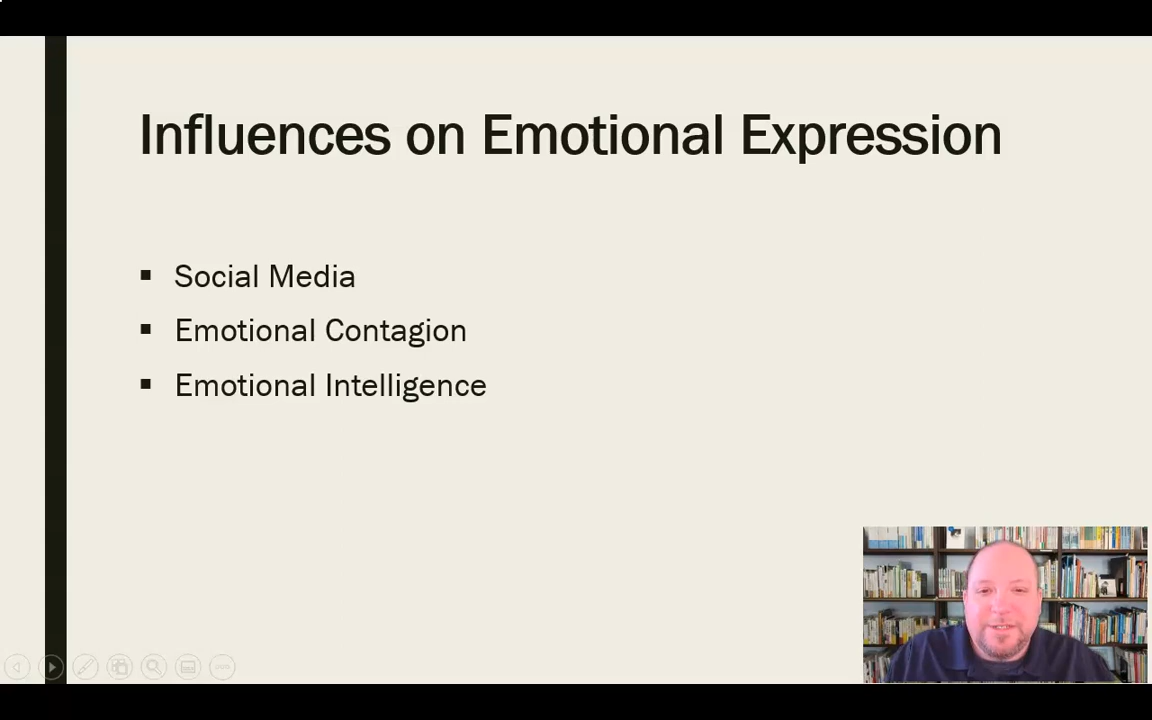 Influences on Emotional Expression
Social Media
Emotional Contagion
Emotional Intelligence